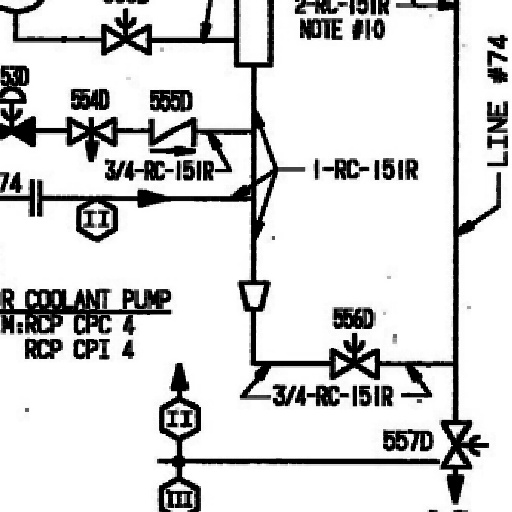 2-RC-151R
NOTE #10
LINE #74
53D
554D
555D
3/4-RC-151R
1-RC-151R
74
II
R COOLANT PUMP
M:RCP CPC 4
RCP CPI 4
556D
3/4-RC-151R
II
557D
III